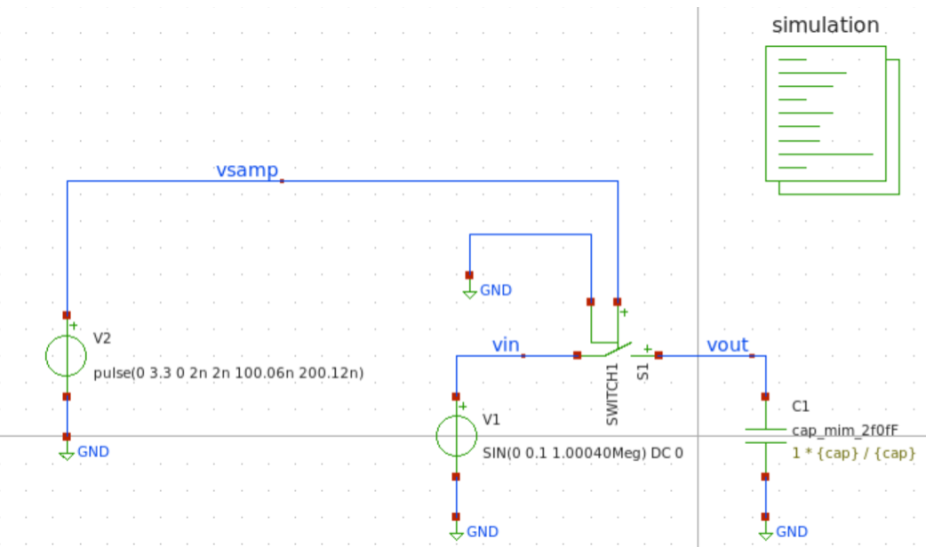 simulation
vsamp
GND
V2
pulse(0 3.3 0 2n 2n 100.06n 200.12n)
GND
vin
SWITCH1
S1
vout
V1
SIN(0 0.1 1.00040Meg) DC 0
GND
C1
cap_mim_2f0fF
1 * {cap} / {cap}
GND